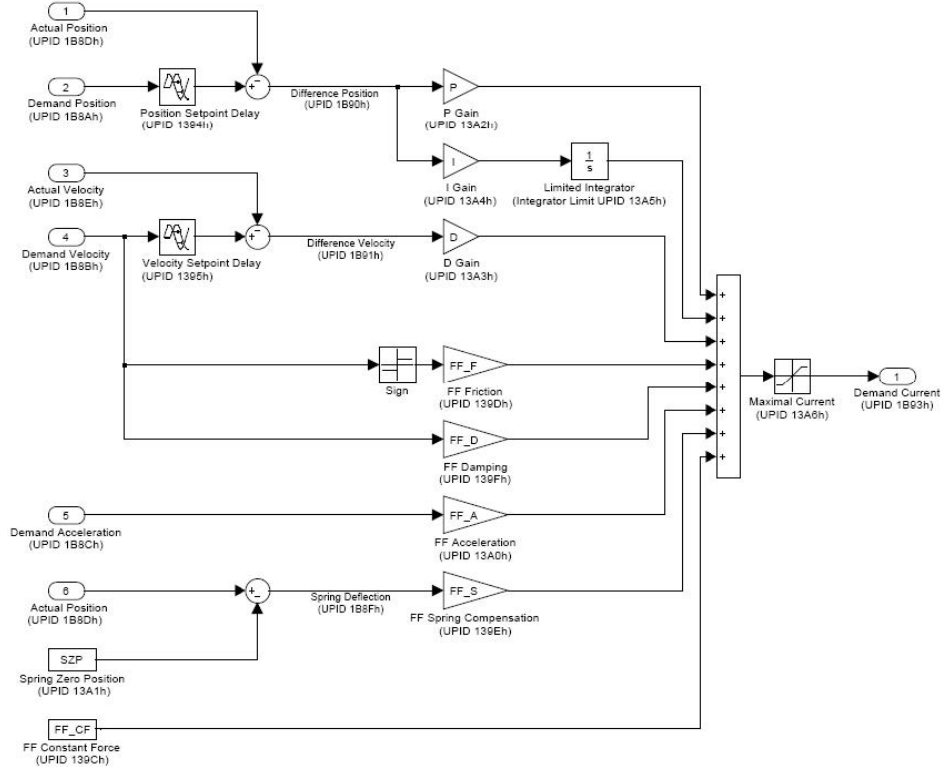 1
Actual Position
(UPID 1B8Dh)
2
Demand Position
(UPID 1B8Ah)
Position Setpoint Delay
(UPID 1394h)
+
−
Difference Position
(UPID 1B90h)
P
P Gain
(UPID 13A2h)
I
I Gain
(UPID 13A4h)
1
s
Limited Integrator
(Integrator Limit UPID 13A5h)
3
Actual Velocity
(UPID 1B8Eh)
4
Demand Velocity
(UPID 1B8Bh)
Velocity Setpoint Delay
(UPID 1395h)
+
−
Difference Velocity
(UPID 1B91h)
D
D Gain
(UPID 13A3h)
Sign
FF_F
FF Friction
(UPID 139Dh)
FF_D
FF Damping
(UPID 139Fh)
5
Demand Acceleration
(UPID 1B8Ch)
FF_A
FF Acceleration
(UPID 13A0h)
6
Actual Position
(UPID 1B8Dh)
+
−
Spring Deflection
(UPID 1B8Fh)
FF_S
FF Spring Compensation
(UPID 139Eh)
SZP
Spring Zero Position
(UPID 13A1h)
FF_CF
FF Constant Force
(UPID 139Ch)
+
+
+
+
+
+
+
+
Maximal Current
(UPID 13A6h)
1
Demand Current
(UPID 1B93h)